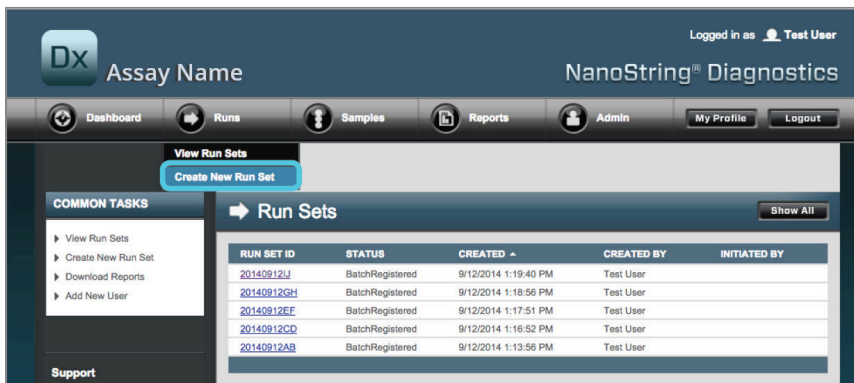 Logged in as Test User
Dx Assay Name
NanoString® Diagnostics
Dashboard Runs Samples Reports Admin My Profile Logout
View Run Sets
Create New Run Set
COMMON TASKS
View Run Sets
Create New Run Set
Download Reports
Add New User
Support
Run Sets Show All
RUN SET ID STATUS CREATED CREATED BY INITIATED BY
20140912IJ BatchRegistered 9/12/2014 1:19:40 PM Test User
20140912GH BatchRegistered 9/12/2014 1:18:56 PM Test User
20140912EF BatchRegistered 9/12/2014 1:17:51 PM Test User
20140912CD BatchRegistered 9/12/2014 1:16:52 PM Test User
20140912AB BatchRegistered 9/12/2014 1:13:56 PM Test User